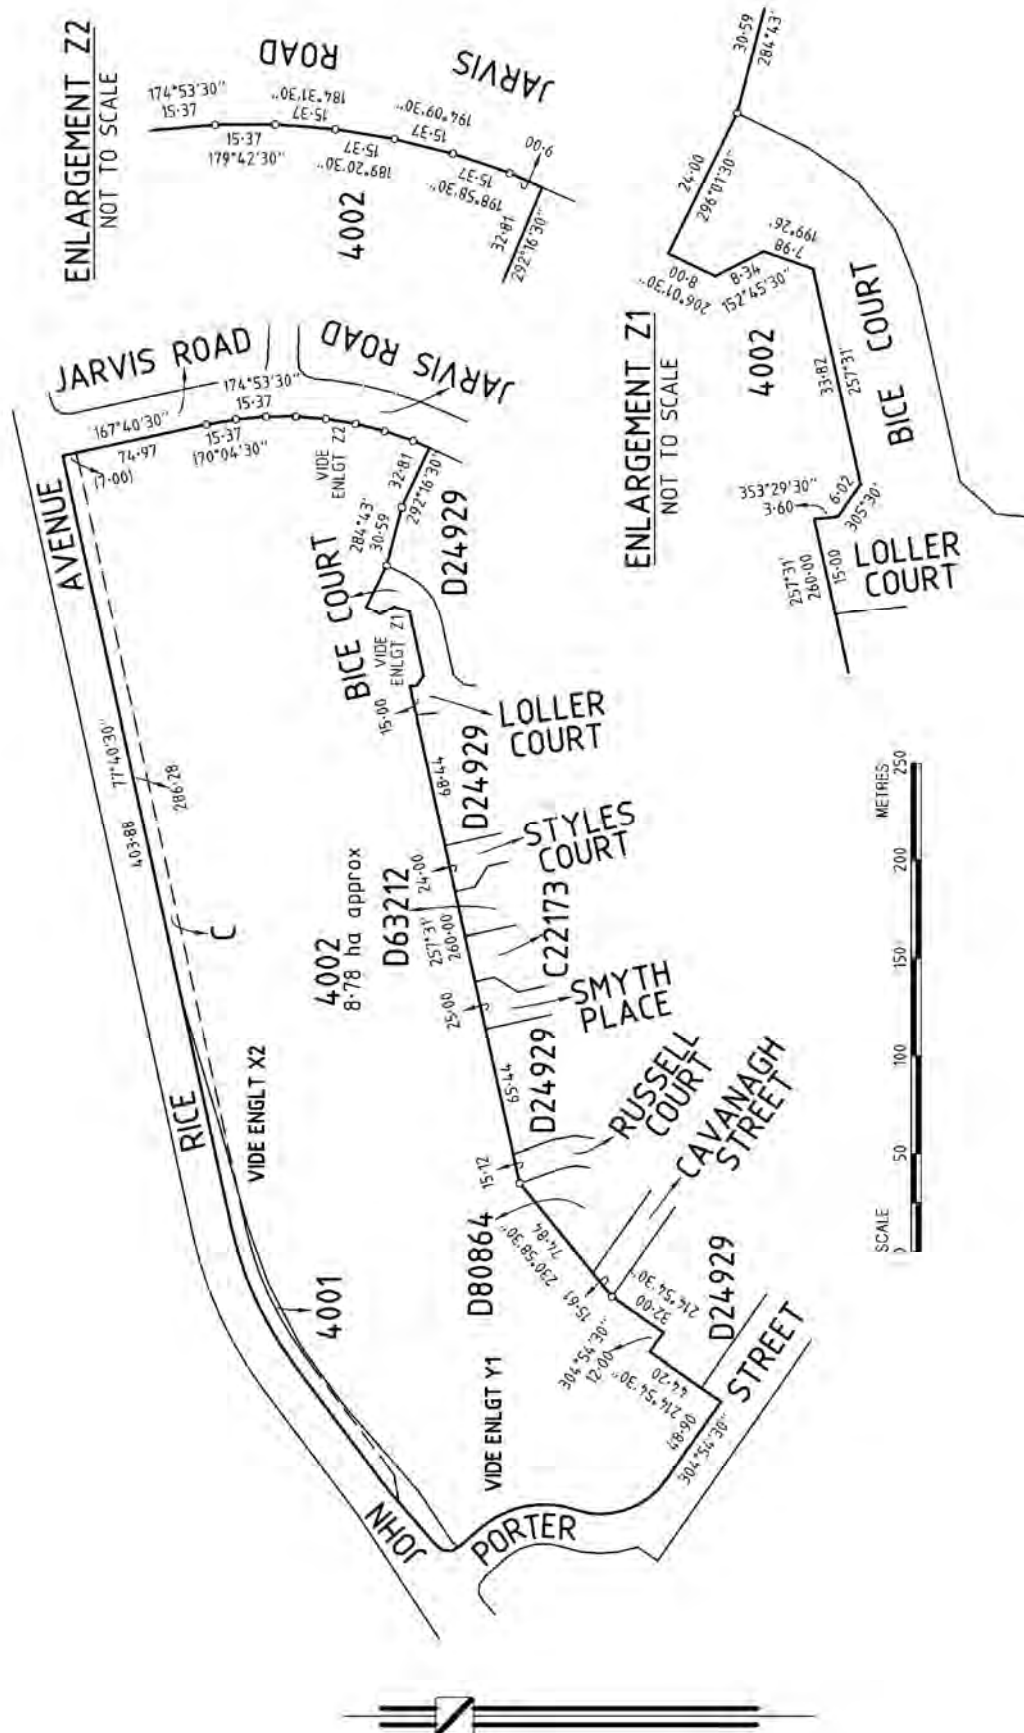 ENLARGEMENT Z2
NOT TO SCALE
174°53'30"
15·37
15·37
179°42'30"
184°31'30"
15·37
15·37
189°20'30"
194°09'30"
15·37
15·37
198°58'30"
9·00
32·81
292°16'30"
4002
JARVIS
ROAD
ENLARGEMENT Z1
NOT TO SCALE
30·59
284°43'
24·00
296°01'30"
8·00
206°01'30"
8·34
152°45'30"
7·98
199°26'
4002
33·82
257°31'
BICE COURT
353°29'30"
3·60
6·02
305°30'
257°31'
260·00
15·00
LOLLER
COURT
JARVIS ROAD
JARVIS ROAD
AVENUE
RICE
JOHN
167°40'30"
74·97
(7·00)
174°53'30"
15·37
15·37
170°04'30"
VIDE
ENLGT Z2
32·81
292°16'30"
284°43'
30·59
D24929
BICE COURT
VIDE
ENLGT Z1
15·00
LOLLER
COURT
77°40'30"
403·88
286·28
C
68·44
D24929
STYLES
COURT
24·00
4002
8·78 ha approx
D63212
257°31'
260·00
C22173
25·00
SMYTH
PLACE
65·44
D24929
RUSSELL
COURT
15·12
CAVANAGH
STREET
D80864
230°58'30"
74·84
15·61
VIDE ENGLT X2
4001
VIDE ENLGT Y1
304°54'30"
12·00
32·00
214°54'30"
44·20
214°54'30"
D24929
48·90
304°54'30"
PORTER
STREET
SCALE
0
50
100
150
200
250
METRES